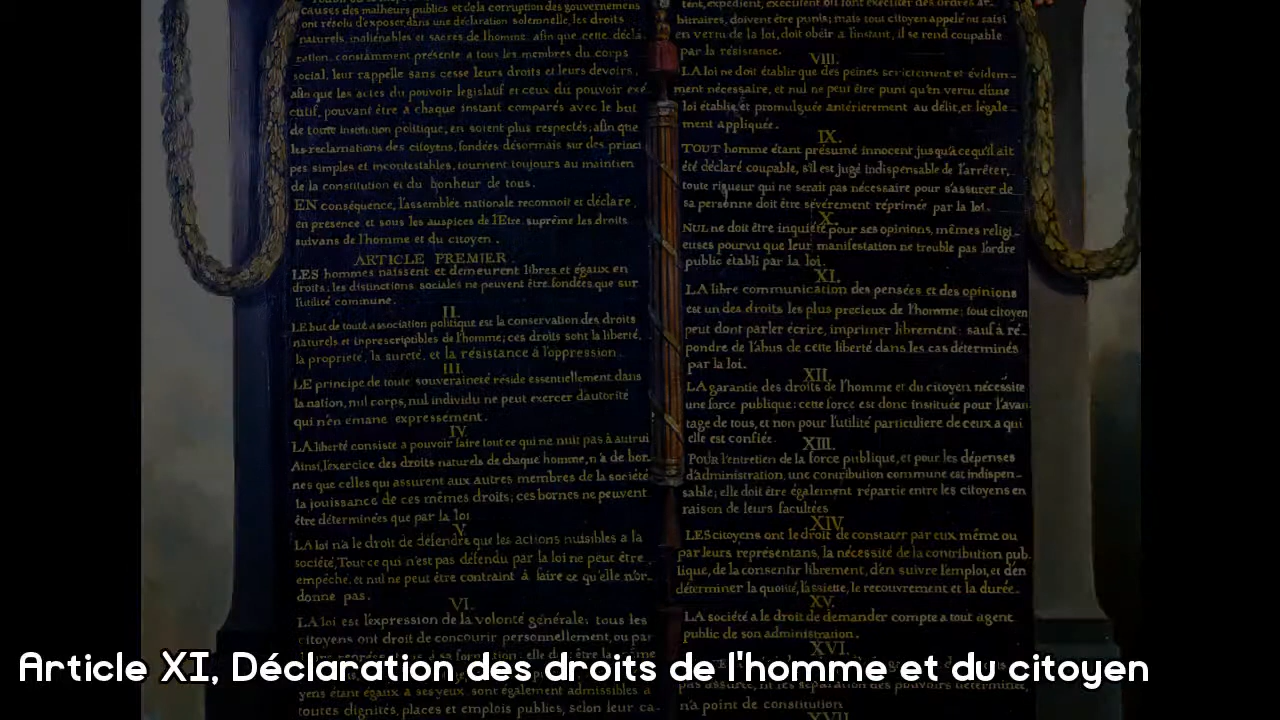 CAUSES des malheurs publics et de la corruption des gouvernemens
ont résolu d'exposer dans une déclaration solemnelle, les droits
naturels, inaliénables et sacrés de l'homme: afin que cette décla-
ration, constamment présente a tous les membres du corps
social, leur rappelle sans cesse leurs droits et leurs devoirs,
afin que les actes du pouvoir legislatif et ceux du pouvoir exé-
cutif, pouvant être a chaque instant comparés avec le but
de toute institution politique, en soient plus respectés; afin que
les reclamations des citoyens, fondées désormais sur des princi
pes simples et incontestables, tournent toujours au maintien
de la constitution et du bonheur de tous.
EN conséquence, l'assemblée nationale reconnoit et déclare,
en presence et sous les auspices de l'Etre suprême les droits
suivans de l'homme et du citoyen.
ARTICLE PREMIER.
LES hommes naissent et demeurent libres et égaux en
droits; les distinctions sociales ne peuvent être fondées que sur
l'utilité commune.
II.
LE but de toute association politique est la conservation des droits
naturels et inprescriptibles de l'homme; ces droits sont la liberté,
la propriete, la sureté, et la résistance à l'oppression.
III.
LE principe de toute souveraineté réside essentiellement dans
la nation, nul corps, nul individu ne peut exercer d'autorité
qui n'en emane expressément.
IV.
LA liberté consiste a pouvoir faire tout ce qui ne nuit pas à autrui
Ainsi, l'exercice des droits naturels de chaque homme, n'a de bor-
nes que celles qui assurent aux autres membres de la société
la jouissance de ces mêmes droits; ces bornes ne peuvent
être déterminées que par la loi
V.
LA loi n'a le droit de défendre que les actions nuisibles a la
société, Tout ce qui n'est pas défendu par la loi ne peut être
empêché, et nul ne peut être contraint à faire ce qu'elle n'or-
donne pas.
VI.
LA loi est l'expression de la volonté générale; tous les
citoyens ont droit de concourir personnellement, ou par
leurs à sa formation; elle doit être la même
yens étant égaux a ses yeux, sont également admissibles a
toutes dignités, places et emplois publics, selon leur ca-
tent, expédient, exécutent ou font exécuter des ordres ar-
bitraires, doivent être punis; mais tout citoyen appelé ou saisi
en vertu de la loi, doit obéir a l'instant, il se rend coupable
par la résistance.
VIII.
LA loi ne doit établir que des peines strictement et évidem-
ment nécessaire, et nul ne peut être puni qu'en vertu d'une
loi établie et promulguée antérierement au délit, et légale-
ment appliquée.
IX.
TOUT homme étant présumé innocent jusqu'à ce qu'il ait
été déclaré coupable, s'il est jugé indispensable de l'arrêter,
toute rigueur qui ne serait pas nécessaire pour s'assurer de
sa personne doit être sévèrement réprimée par la loi.
X.
NUL ne doit être inquiété pour ses opinions, mêmes religi-
euses pourvu que leur manifestation ne trouble pas l'ordre
public établi par la loi.
XI.
LA libre communication des pensées et des opinions
est un des droits les plus precieux de l'homme; tout citoyen
peut dont parler écrire, imprimer librement: sauf à ré-
pondre de l'abus de cette liberté dans les cas déterminés
par la loi.
XII.
LA garantie des droits de l'homme et du citoyen nécessite
une force publique; cette force est donc instituée pour l'avan
tage de tous, et non pour l'utilité particuliere de ceux a qui
elle est confiée.
XIII.
POUR l'entretien de la force publique, et pour les dépenses
d'administration, une contribution commune est indispen-
sable; elle doit être également répartie entre les citoyens en
raison de leurs facultées
XIV.
LES citoyens ont le droit de constater par eux même ou
par leurs représentans, la nécessité de la contribution pub-
lique, de la consentir librement, d'en suivre l'emploi, et d'en
déterminer la quotité, l'assiette, le recouvrement et la durée.
XV.
LA société a le droit de demander compte a tout agent
public de son administration.
XVI.
pas assurée, ni les séparation des pouvoirs determinée,
n'a point de constitution
XVII.
Article XI, Déclaration des droits de l'homme et du citoyen